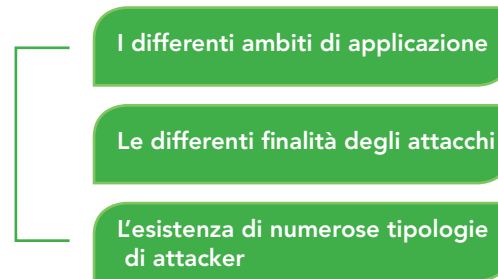 I differenti ambiti di applicazione
Le differenti finalità degli attacchi
L'esistenza di numerose tipologie
di attacker